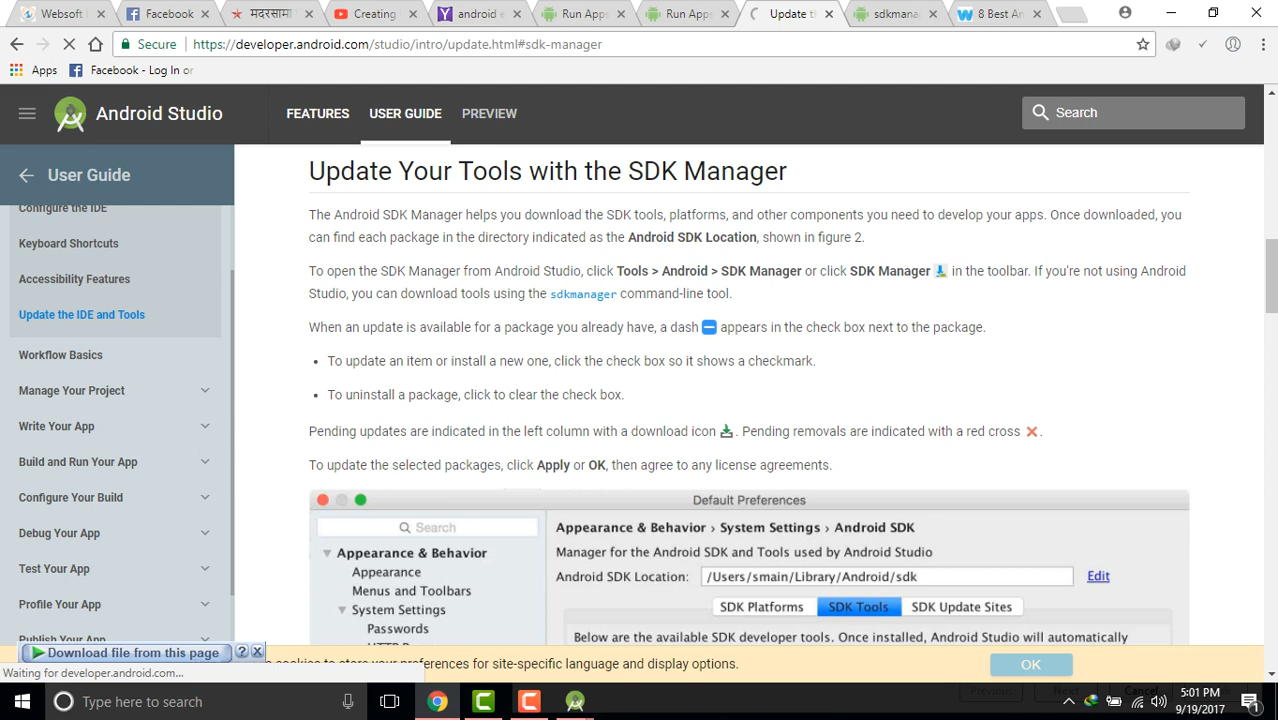 Websoft
Facebook
मदरसामा
Creating
android e
Run Apps
Run Apps
Update th
sdkmanag
8 Best An
Secure
https://developer.android.com/studio/intro/update.html#sdk-manager
Apps
Facebook - Log In or
Android Studio
FEATURES
USER GUIDE
PREVIEW
Search
User Guide
Configure the IDE
Keyboard Shortcuts
Accessibility Features
Update the IDE and Tools
Workflow Basics
Manage Your Project
Write Your App
Build and Run Your App
Configure Your Build
Debug Your App
Test Your App
Profile Your App
Publish Your App
Update Your Tools with the SDK Manager
The Android SDK Manager helps you download the SDK tools, platforms, and other components you need to develop your apps. Once downloaded, you
can find each package in the directory indicated as the Android SDK Location, shown in figure 2.
To open the SDK Manager from Android Studio, click Tools > Android > SDK Manager or click SDK Manager in the toolbar. If you're not using Android
Studio, you can download tools using the sdkmanager command-line tool.
When an update is available for a package you already have, a dash appears in the check box next to the package.
• To update an item or install a new one, click the check box so it shows a checkmark.
• To uninstall a package, click to clear the check box.
Pending updates are indicated in the left column with a download icon . Pending removals are indicated with a red cross .
To update the selected packages, click Apply or OK, then agree to any license agreements.
Default Preferences
Search
Appearance & Behavior
Appearance
Menus and Toolbars
System Settings
Passwords
Appearance & Behavior › System Settings › Android SDK
Manager for the Android SDK and Tools used by Android Studio
Android SDK Location: /Users/smain/Library/Android/sdk Edit
SDK Platforms SDK Tools SDK Update Sites
Below are the available SDK developer tools. Once installed, Android Studio will automatically
Download file from this page ?
cookies to store your preferences for site-specific language and display options.
OK
Waiting for developer.android.com...
Previous Next Cancel
Type here to search
5:01 PM
9/19/2017